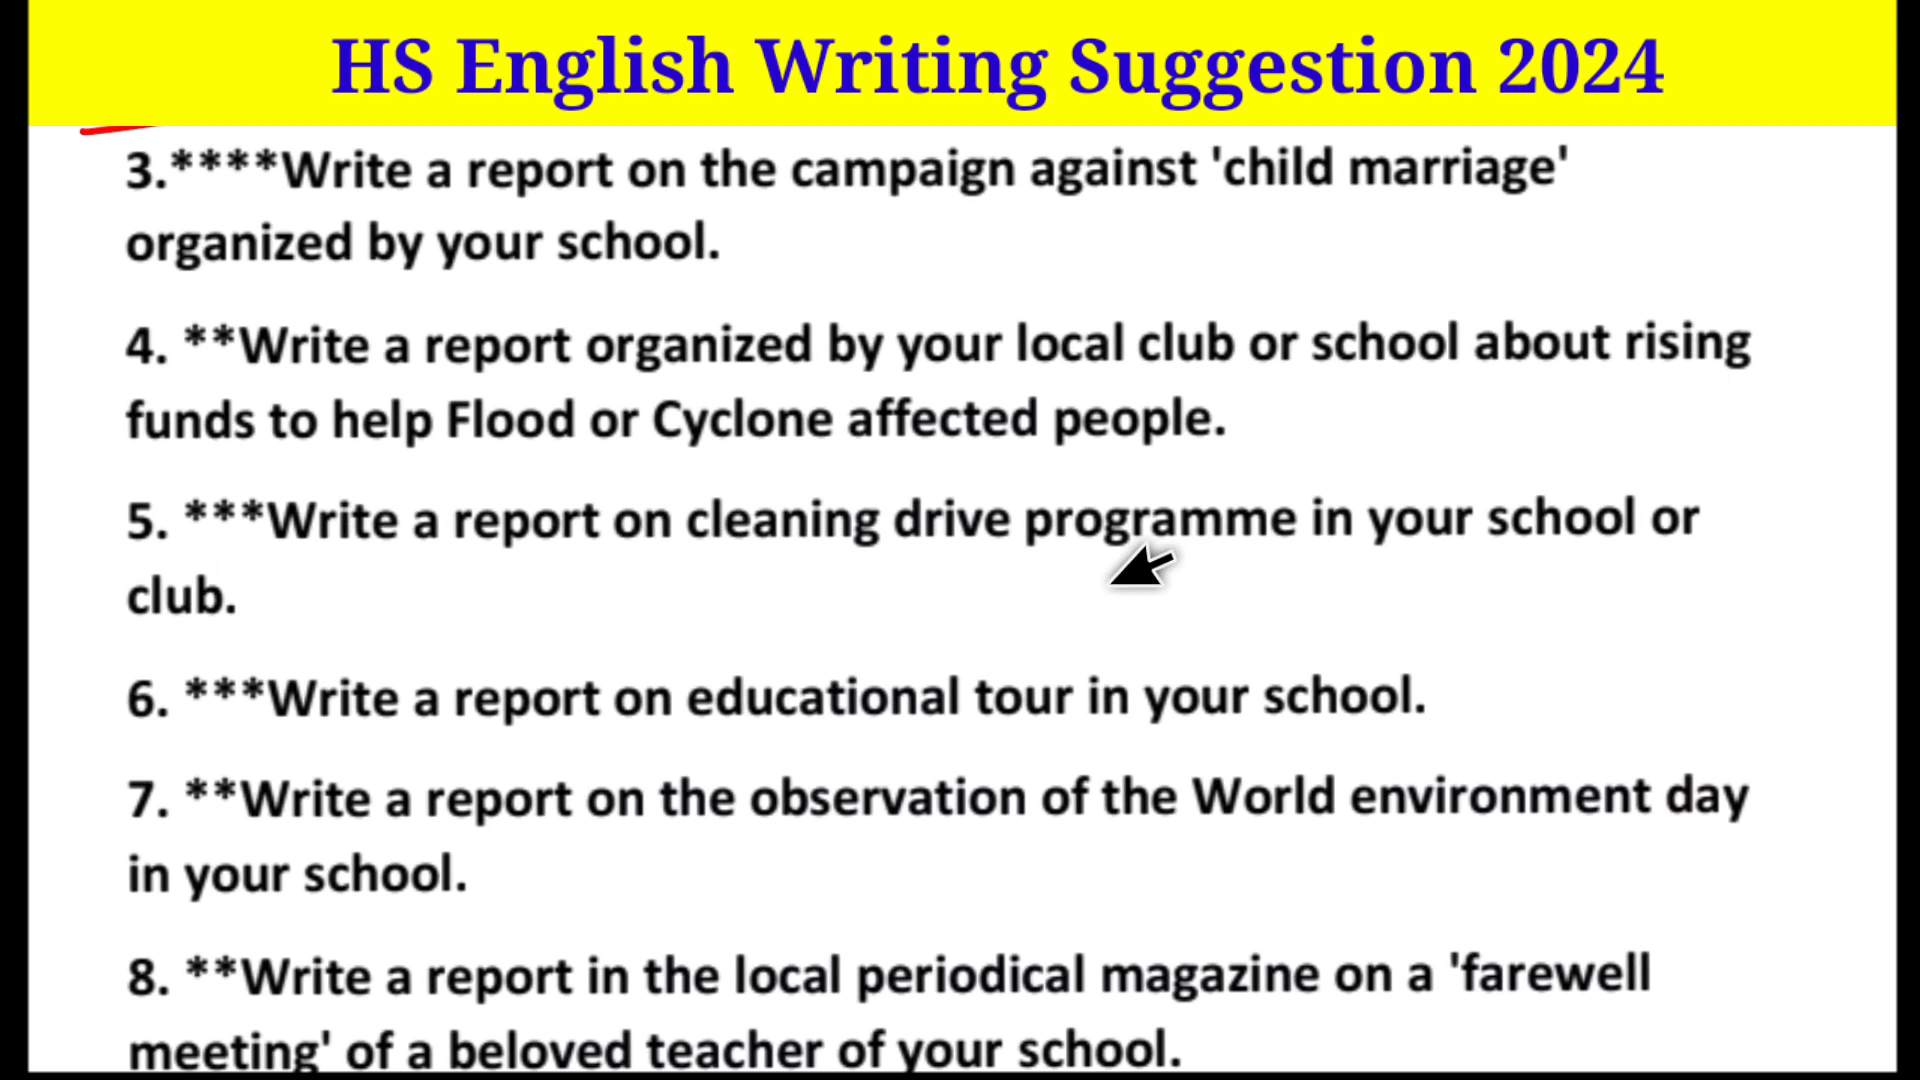 HS English Writing Suggestion 2024
3.****Write a report on the campaign against 'child marriage'
organized by your school.
4. **Write a report organized by your local club or school about rising
funds to help Flood or Cyclone affected people.
5. ***Write a report on cleaning drive programme in your school or
club.
6. ***Write a report on educational tour in your school.
7. **Write a report on the observation of the World environment day
in your school.
8. **Write a report in the local periodical magazine on a 'farewell
meeting' of a beloved teacher of your school.